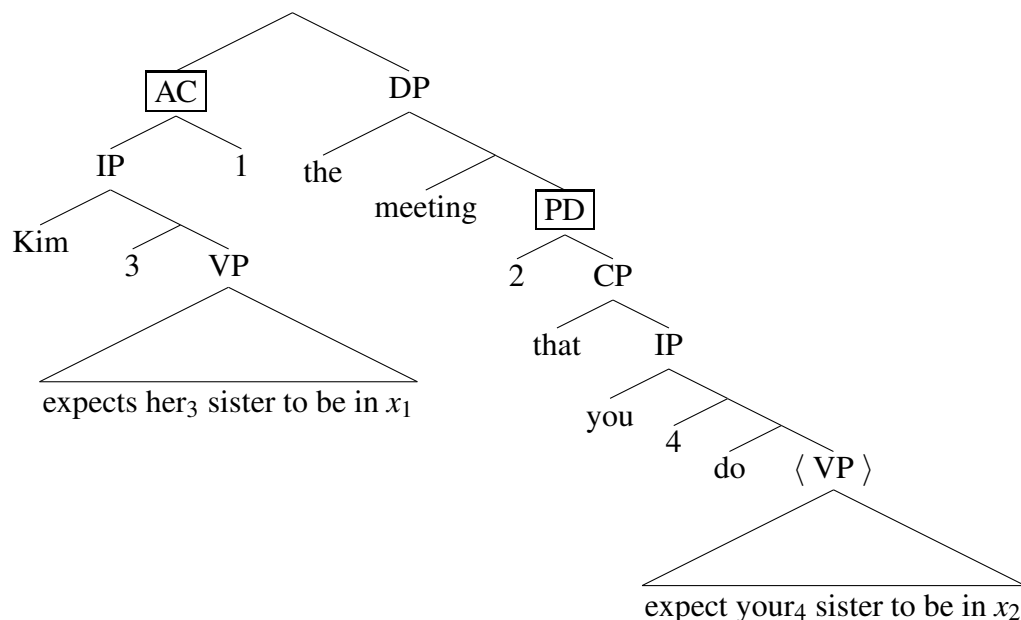 AC DP
IP 1 the
meeting PD
Kim 3 VP 2 CP
that IP
expects her₃ sister to be in x₁
you 4
do ⟨ VP ⟩
expect your₄ sister to be in x₂